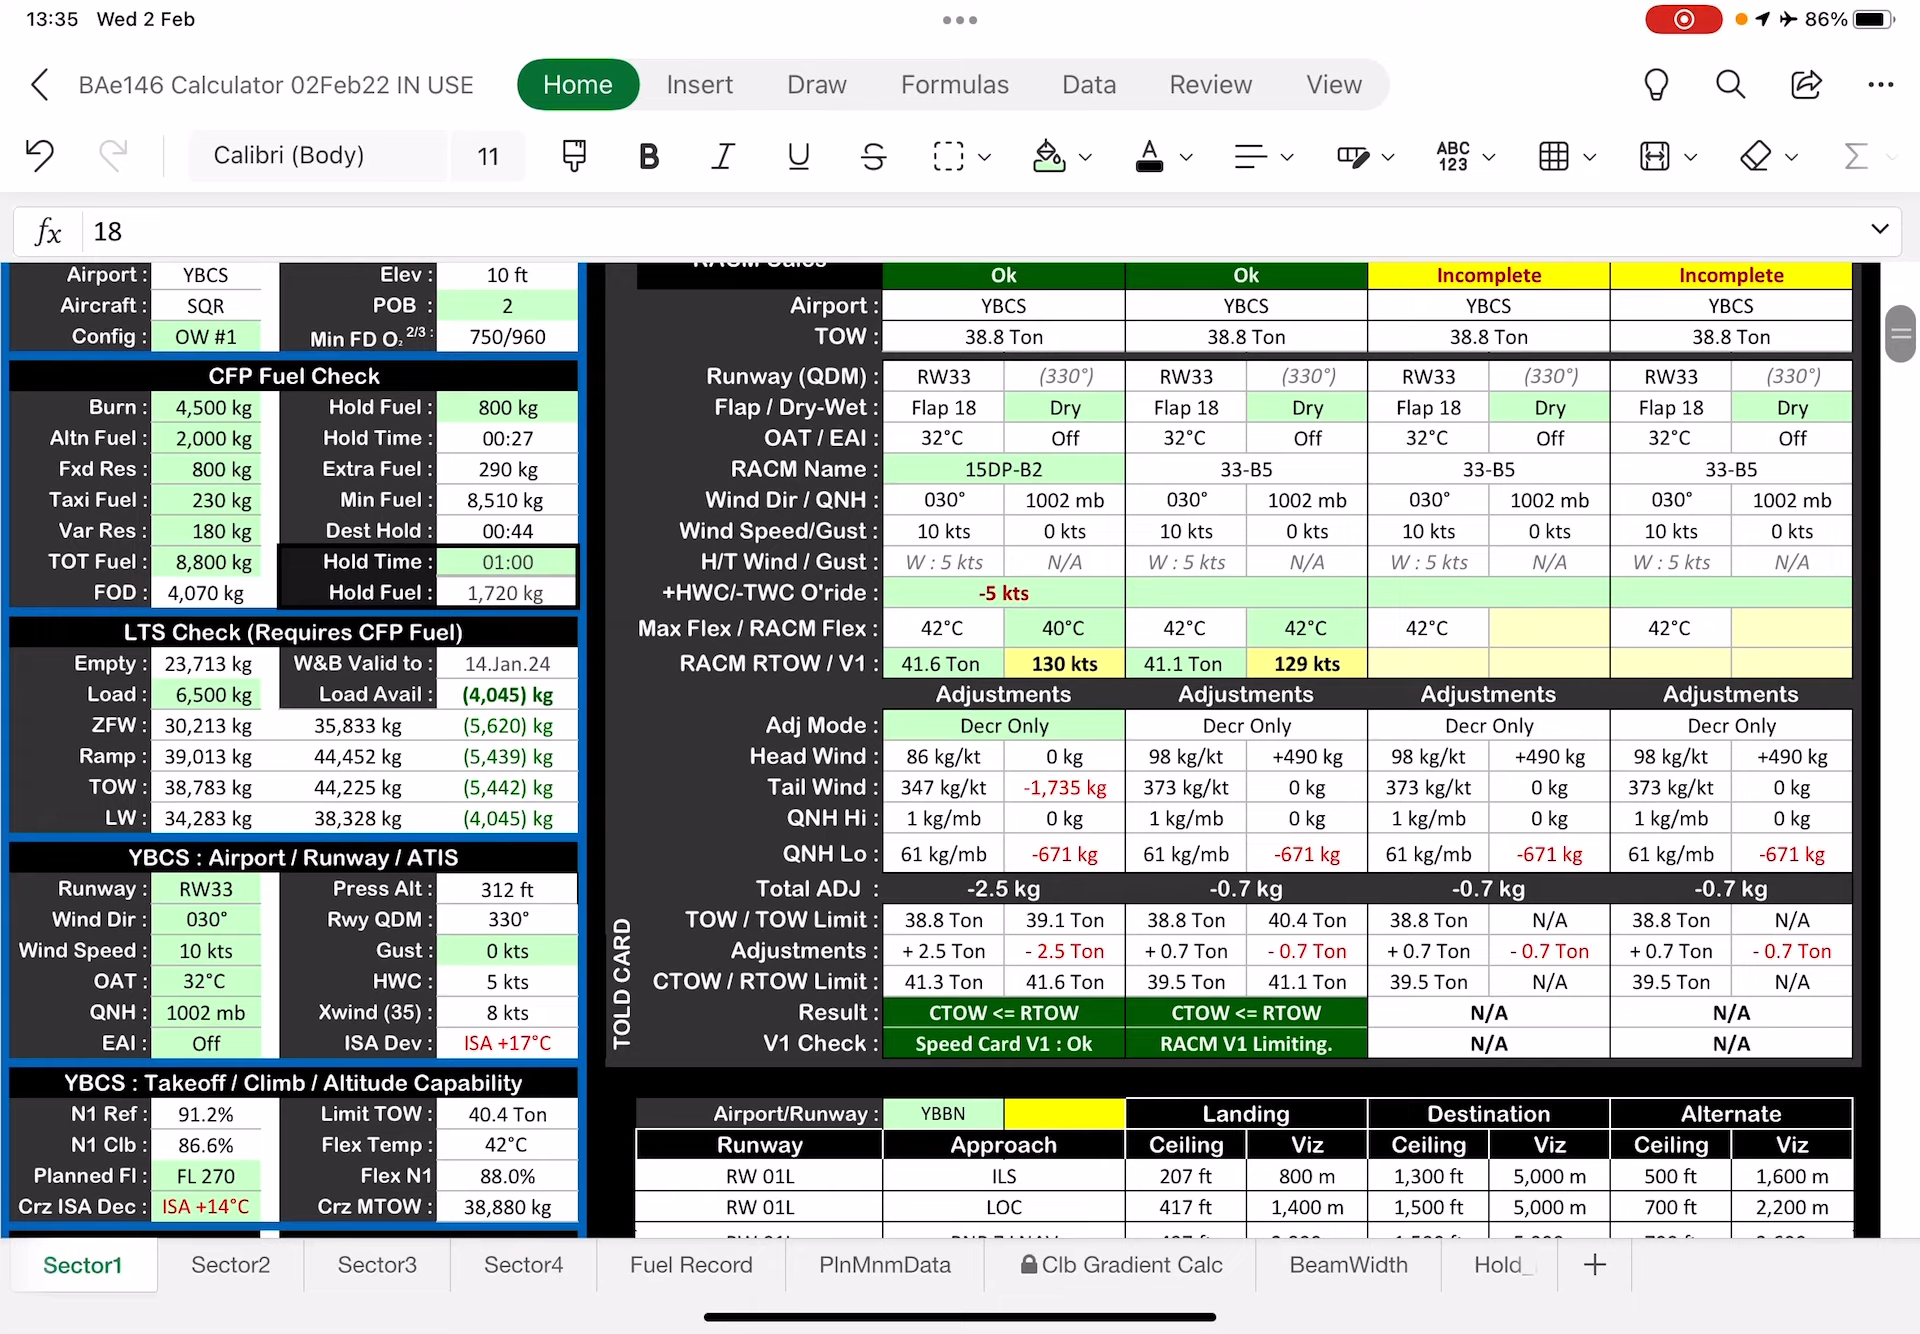 13:35 Wed 2 Feb
86%
BAe146 Calculator 02Feb22 IN USE
Home Insert Draw Formulas Data Review View
Calibri (Body) 11
B I U S A ABC 123 Σ
fx 18
Airport : YBCS Elev : 10 ft
Aircraft : SQR POB : 2
Config : OW #1 Min FD O₂ 2/3 : 750/960
CFP Fuel Check
Burn : 4,500 kg Hold Fuel : 800 kg
Altn Fuel : 2,000 kg Hold Time : 00:27
Fxd Res : 800 kg Extra Fuel : 290 kg
Taxi Fuel : 230 kg Min Fuel : 8,510 kg
Var Res : 180 kg Dest Hold : 00:44
TOT Fuel : 8,800 kg Hold Time : 01:00
FOD : 4,070 kg Hold Fuel : 1,720 kg
LTS Check (Requires CFP Fuel)
Empty : 23,713 kg W&B Valid to : 14.Jan.24
Load : 6,500 kg Load Avail : (4,045) kg
ZFW : 30,213 kg 35,833 kg (5,620) kg
Ramp : 39,013 kg 44,452 kg (5,439) kg
TOW : 38,783 kg 44,225 kg (5,442) kg
LW : 34,283 kg 38,328 kg (4,045) kg
YBCS : Airport / Runway / ATIS
Runway : RW33 Press Alt : 312 ft
Wind Dir : 030° Rwy QDM : 330°
Wind Speed : 10 kts Gust : 0 kts
OAT : 32°C HWC : 5 kts
QNH : 1002 mb Xwind (35) : 8 kts
EAI : Off ISA Dev : ISA +17°C
YBCS : Takeoff / Climb / Altitude Capability
N1 Ref : 91.2% Limit TOW : 40.4 Ton
N1 Clb : 86.6% Flex Temp : 42°C
Planned Fl : FL 270 Flex N1 88.0%
Crz ISA Dec : ISA +14°C Crz MTOW : 38,880 kg
Ok Ok Incomplete Incomplete
Airport : YBCS YBCS YBCS YBCS
TOW : 38.8 Ton 38.8 Ton 38.8 Ton 38.8 Ton
Runway (QDM) : RW33 (330°) RW33 (330°) RW33 (330°) RW33 (330°)
Flap / Dry-Wet : Flap 18 Dry Flap 18 Dry Flap 18 Dry Flap 18 Dry
OAT / EAI : 32°C Off 32°C Off 32°C Off 32°C Off
RACM Name : 15DP-B2 33-B5 33-B5 33-B5
Wind Dir / QNH : 030° 1002 mb 030° 1002 mb 030° 1002 mb 030° 1002 mb
Wind Speed/Gust : 10 kts 0 kts 10 kts 0 kts 10 kts 0 kts 10 kts 0 kts
H/T Wind / Gust : W : 5 kts N/A W : 5 kts N/A W : 5 kts N/A W : 5 kts N/A
+HWC/-TWC O'ride : -5 kts
Max Flex / RACM Flex : 42°C 40°C 42°C 42°C 42°C 42°C
RACM RTOW / V1 : 41.6 Ton 130 kts 41.1 Ton 129 kts
Adjustments Adjustments Adjustments Adjustments
Adj Mode : Decr Only Decr Only Decr Only Decr Only
Head Wind : 86 kg/kt 0 kg 98 kg/kt +490 kg 98 kg/kt +490 kg 98 kg/kt +490 kg
Tail Wind : 347 kg/kt -1,735 kg 373 kg/kt 0 kg 373 kg/kt 0 kg 373 kg/kt 0 kg
QNH Hi : 1 kg/mb 0 kg 1 kg/mb 0 kg 1 kg/mb 0 kg 1 kg/mb 0 kg
QNH Lo : 61 kg/mb -671 kg 61 kg/mb -671 kg 61 kg/mb -671 kg 61 kg/mb -671 kg
Total ADJ : -2.5 kg -0.7 kg -0.7 kg -0.7 kg
TOLD CARD
TOW / TOW Limit : 38.8 Ton 39.1 Ton 38.8 Ton 40.4 Ton 38.8 Ton N/A 38.8 Ton N/A
Adjustments : + 2.5 Ton - 2.5 Ton + 0.7 Ton - 0.7 Ton + 0.7 Ton - 0.7 Ton + 0.7 Ton - 0.7 Ton
CTOW / RTOW Limit : 41.3 Ton 41.6 Ton 39.5 Ton 41.1 Ton 39.5 Ton N/A 39.5 Ton N/A
Result : CTOW <= RTOW CTOW <= RTOW N/A N/A
V1 Check : Speed Card V1 : Ok RACM V1 Limiting. N/A N/A
Airport/Runway : YBBN Landing Destination Alternate
Runway Approach Ceiling Viz Ceiling Viz Ceiling Viz
RW 01L ILS 207 ft 800 m 1,300 ft 5,000 m 500 ft 1,600 m
RW 01L LOC 417 ft 1,400 m 1,500 ft 5,000 m 700 ft 2,200 m
Sector1 Sector2 Sector3 Sector4 Fuel Record PlnMnmData Clb Gradient Calc BeamWidth Hold_ +